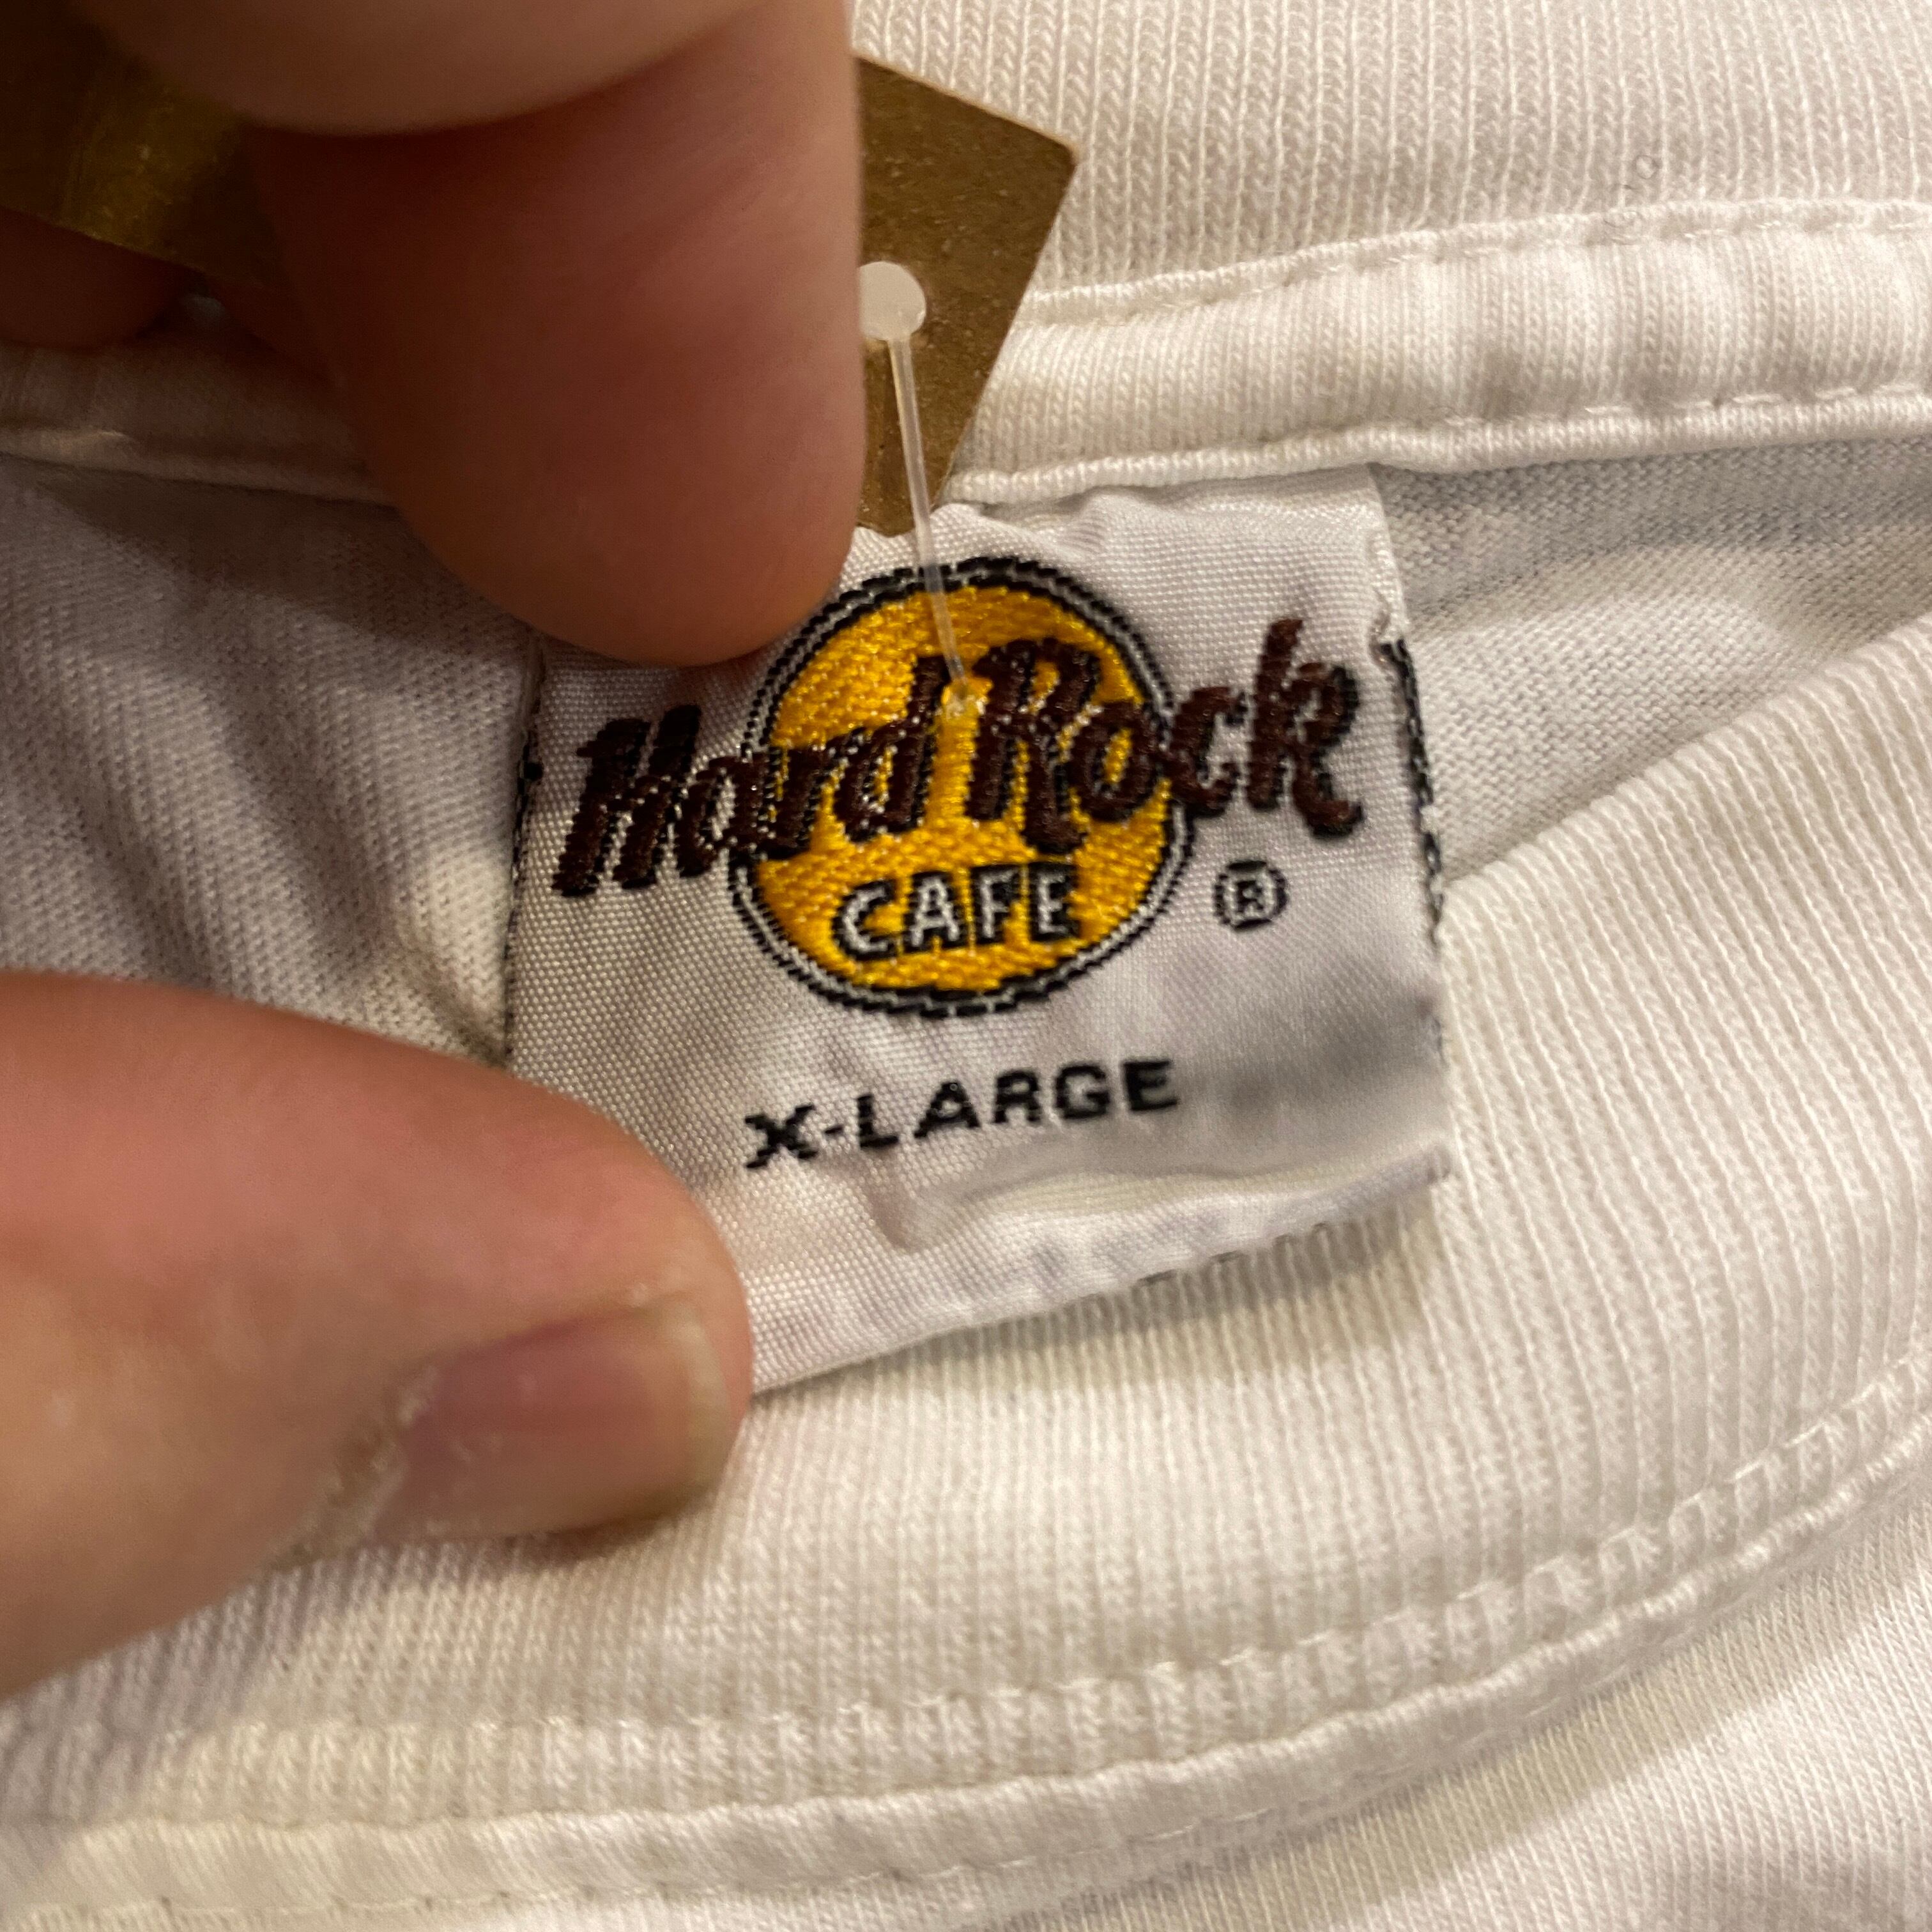 Hard Rock
CAFE ®
X-LARGE